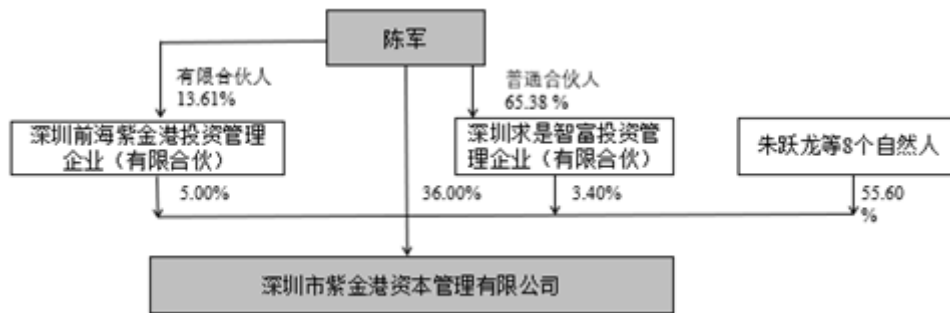 陈军
有限合伙人
13.61%
普通合伙人
65.38 %
深圳前海紫金港投资管理
企业（有限合伙）
深圳求是智富投资管
理企业（有限合伙）
朱跃龙等8个自然人
5.00%
36.00%
3.40%
55.60
%
深圳市紫金港资本管理有限公司